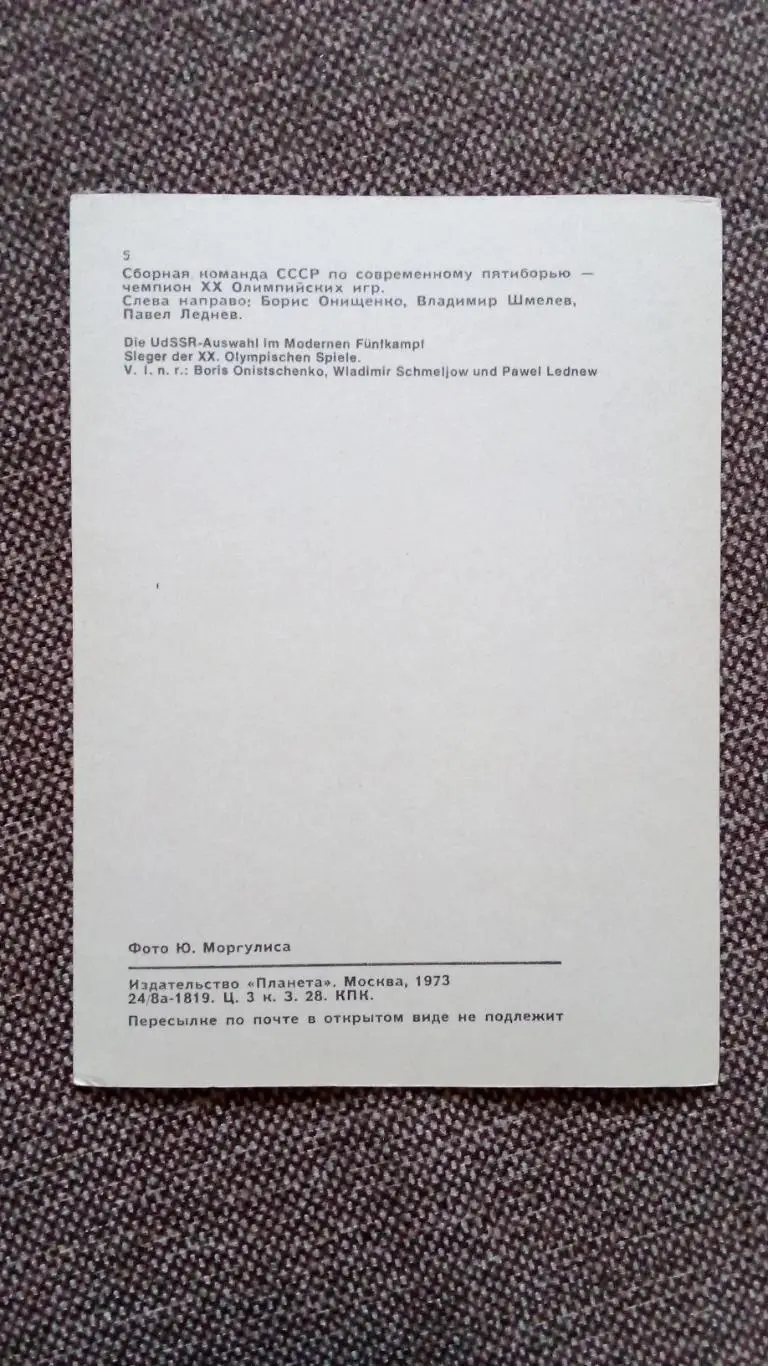 5
Сборная команда СССР по современному пятиборью —
чемпион XX Олимпийских игр.
Слева направо: Борис Онищенко, Владимир Шмелев,
Павел Леднев.
Die UdSSR-Auswahl im Modernen Fünfkampf
Sieger der XX. Olympischen Spiele.
V. l. n. r.: Boris Onistschenko, Wladimir Schmeljow und Pawel Lednew
Фото Ю. Моргулиса
Издательство «Планета». Москва, 1973
24/8а-1819. Ц. 3 к. З. 28. КПК.
Пересылке по почте в открытом виде не подлежит